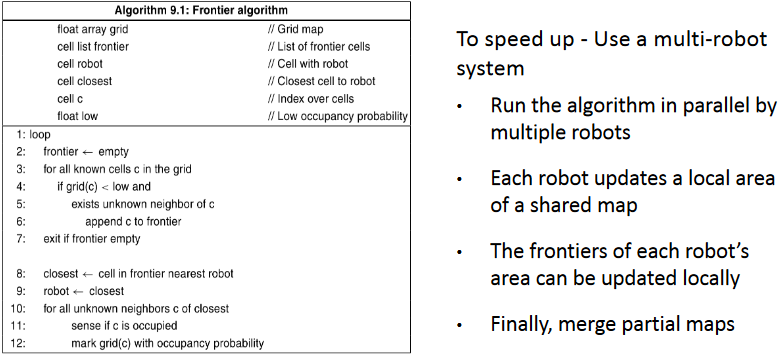 Algorithm 9.1: Frontier algorithm
float array grid // Grid map
cell list frontier // List of frontier cells
cell robot // Cell with robot
cell closest // Closest cell to robot
cell c // Index over cells
float low // Low occupancy probability
1: loop
2: frontier ← empty
3: for all known cells c in the grid
4: if grid(c) < low and
5: exists unknown neighbor of c
6: append c to frontier
7: exit if frontier empty
8: closest ← cell in frontier nearest robot
9: robot ← closest
10: for all unknown neighbors c of closest
11: sense if c is occupied
12: mark grid(c) with occupancy probability
To speed up - Use a multi-robot
system
• Run the algorithm in parallel by
multiple robots
• Each robot updates a local area
of a shared map
• The frontiers of each robot’s
area can be updated locally
• Finally, merge partial maps